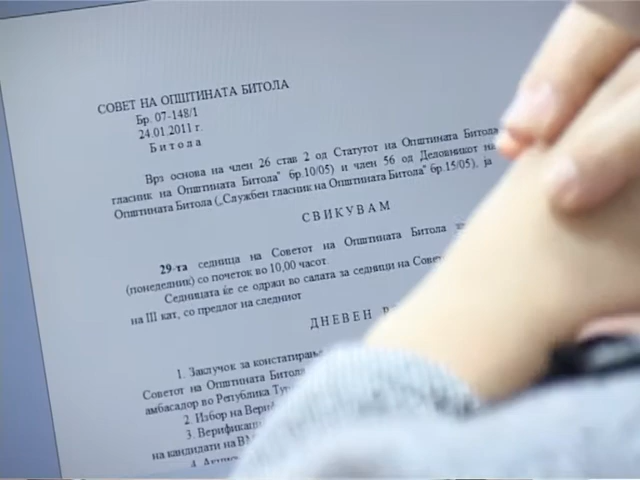 СОВЕТ НА ОПШТИНАТА БИТОЛА
Бр. 07-148/1
24.01.2011 г.
Битола
Врз основа на член 26 став 2 од Статутот на Општината Битола
гласник на Општината Битола" бр.10/05) и член 56 од Деловникот на
Општината Битола („Службен гласник на Општината Битола" бр.15/05), ја
СВИКУВАМ
29-та седница на Советот на Општината Битола
(понеделник) со почеток во 10,00 часот.
Седницата ќе се одржи во салата за седници на Совет
на III кат, со предлог на следниот
ДНЕВЕН
1. Заклучок за констатирање
Советот на Општината Битола
амбасадор во Република Ту
2. Избор на Вериф
3. Верификаци
на кандидати на ВМ